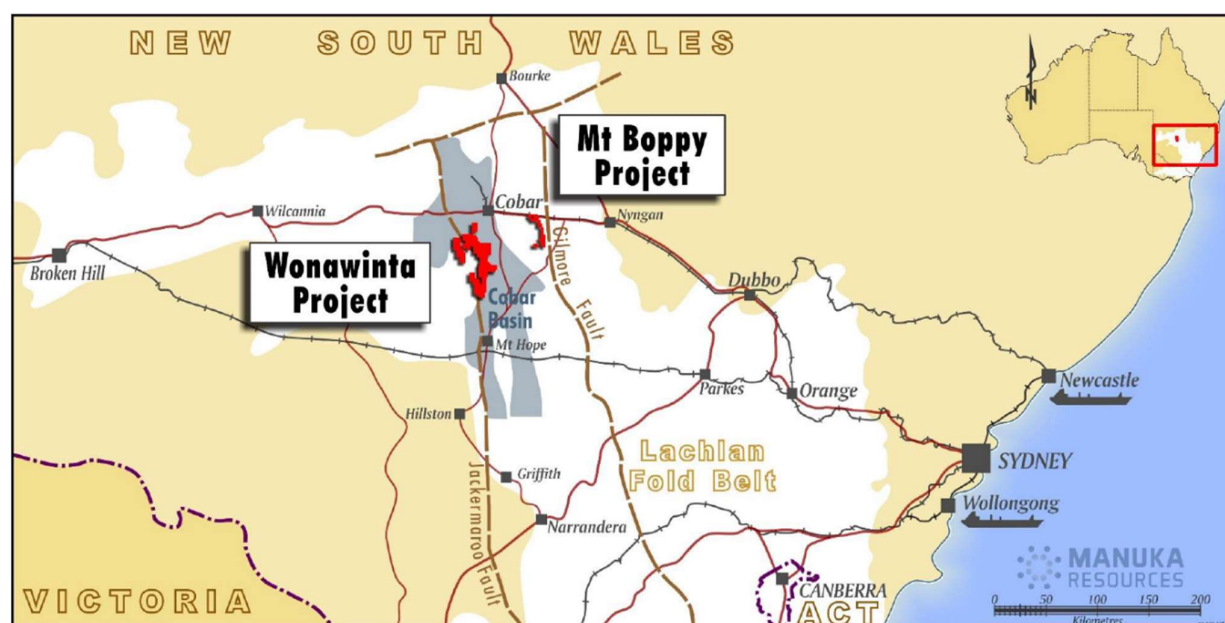 NEW SOUTH WALES
Bourke
N
Mt Boppy
Project
Cobar
Wilcannia
Nyngan
Broken Hill
Wonawinta
Project
Gilmore Fault
Cobar
Basin
Dubbo
Mt Hope
Parkes
Orange
Newcastle
Hillston
Lachlan
Fold Belt
SYDNEY
Griffith
Jackermaroo Fault
Narrandera
Wollongong
MANUKA
RESOURCES
CANBERRA
VICTORIA
ACT
0 50 100 150 200
Kilometres